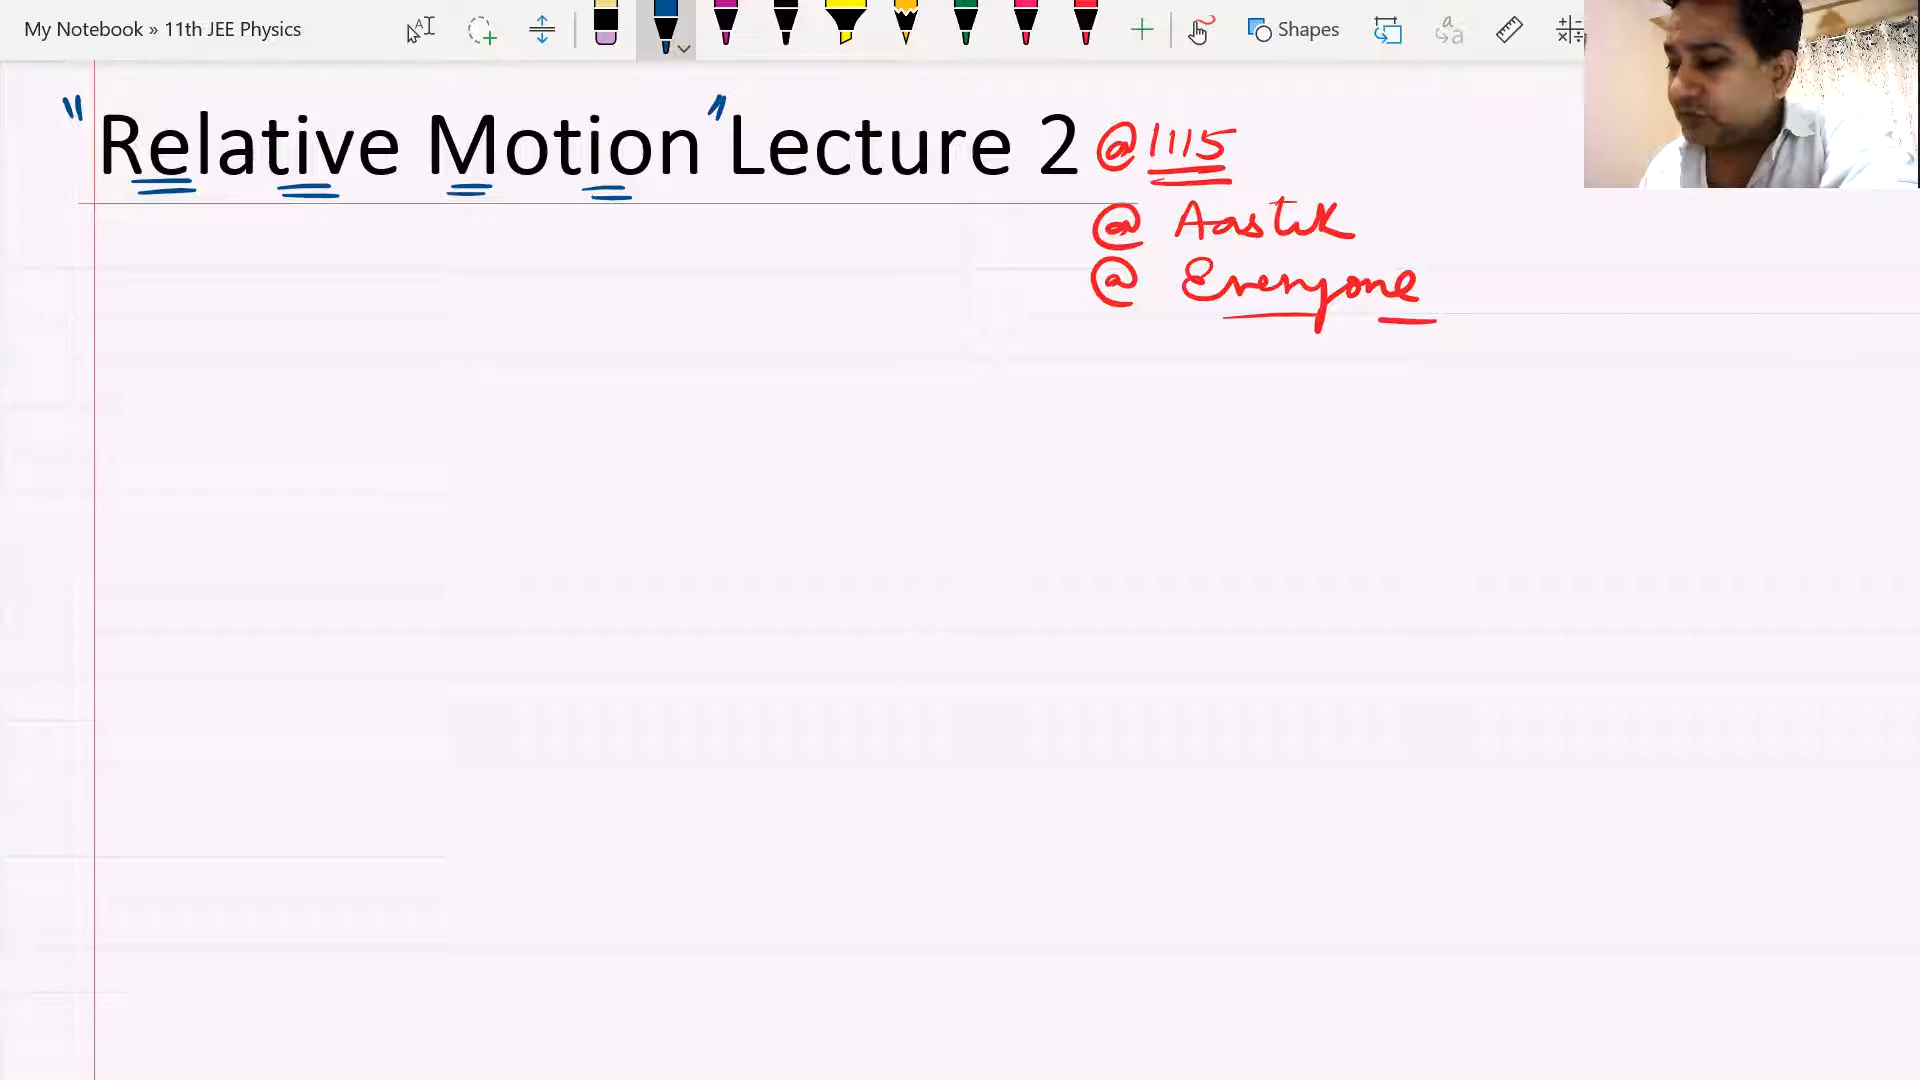 My Notebook » 11th JEE Physics
Shapes
"Relative Motion" Lecture 2 @1115
@ Aastik
@ Everyone